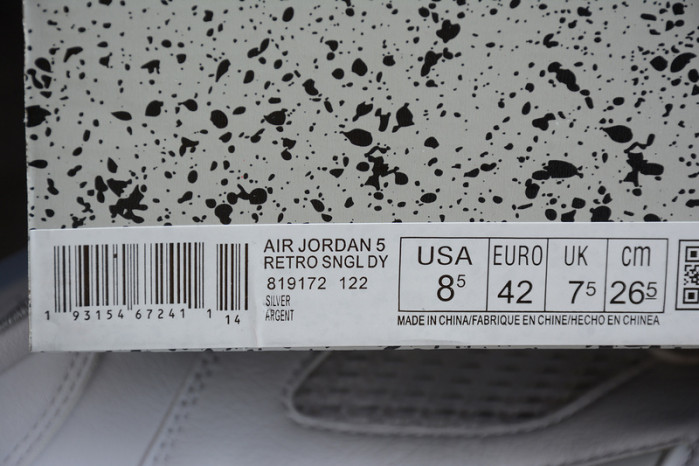 AIR JORDAN 5
RETRO SNGL DY
819172 122
SILVER
ARGENT
1 93154 67241 1 14
USA EURO UK cm
8⁵ 42 7⁵ 26⁵
MADE IN CHINA/FABRIQUE EN CHINE/HECHO EN CHINEA